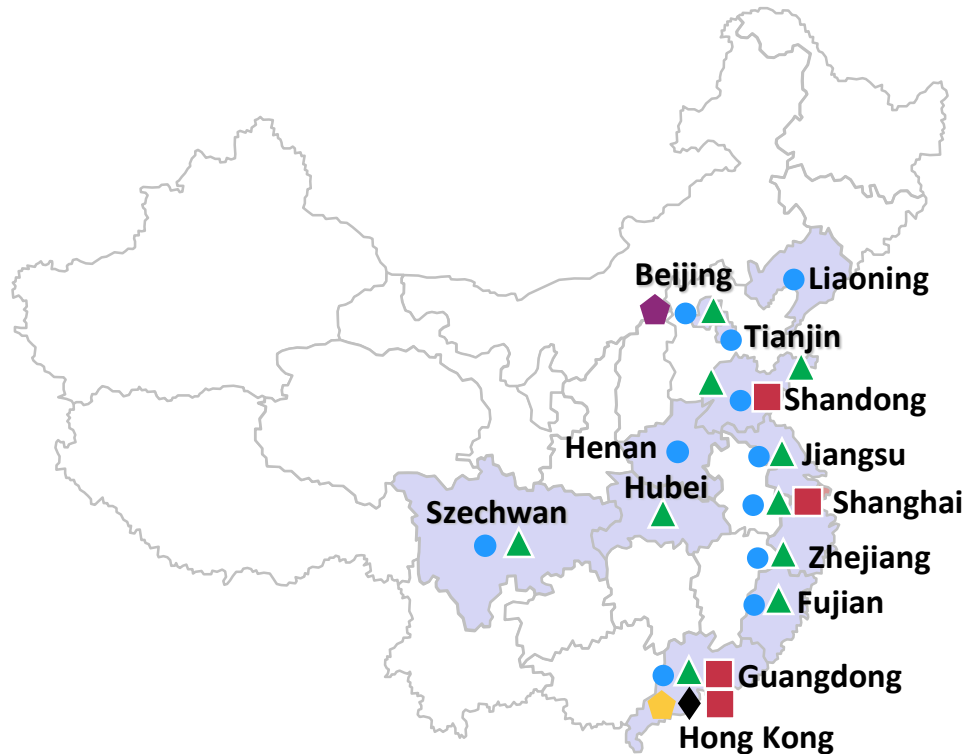 Beijing
Liaoning
Tianjin
Shandong
Henan
Jiangsu
Hubei
Shanghai
Szechwan
Zhejiang
Fujian
Guangdong
Hong Kong